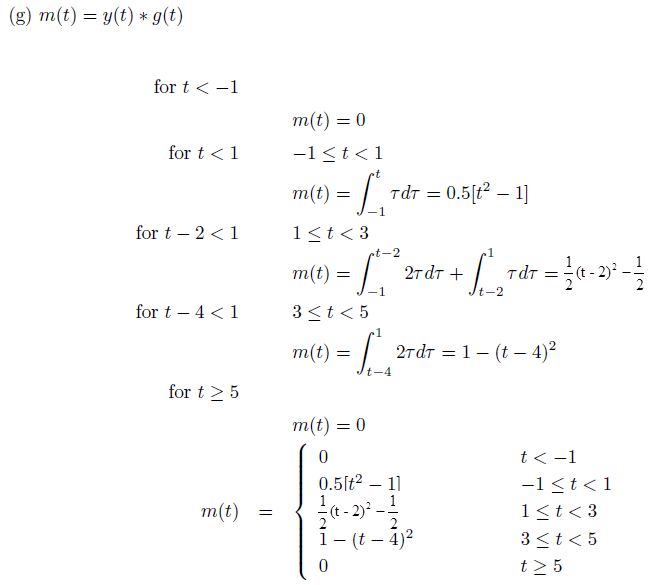 (g) m(t) = y(t) ∗ g(t)
for t < −1
m(t) = 0
for t < 1 −1 ≤ t < 1
m(t) = ∫_{−1}^{t} τdτ = 0.5[t² − 1]
for t − 2 < 1 1 ≤ t < 3
m(t) = ∫_{−1}^{t−2} 2τdτ + ∫_{t−2}^{1} τdτ = 1/2 (t - 2)² - 1/2
for t − 4 < 1 3 ≤ t < 5
m(t) = ∫_{t−4}^{1} 2τdτ = 1 − (t − 4)²
for t ≥ 5
m(t) = 0
0 t < −1
0.5[t² − 1] −1 ≤ t < 1
m(t) = { 1/2 (t - 2)² - 1/2 1 ≤ t < 3
1 − (t − 4)² 3 ≤ t < 5
0 t ≥ 5